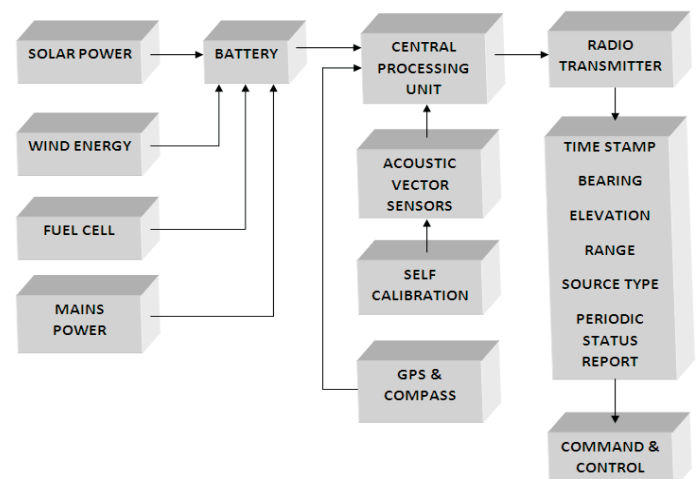 SOLAR POWER
BATTERY
CENTRAL
PROCESSING
UNIT
RADIO
TRANSMITTER
WIND ENERGY
ACOUSTIC
VECTOR
SENSORS
TIME STAMP
BEARING
ELEVATION
RANGE
SOURCE TYPE
PERIODIC
STATUS
REPORT
FUEL CELL
SELF
CALIBRATION
MAINS
POWER
GPS &
COMPASS
COMMAND &
CONTROL